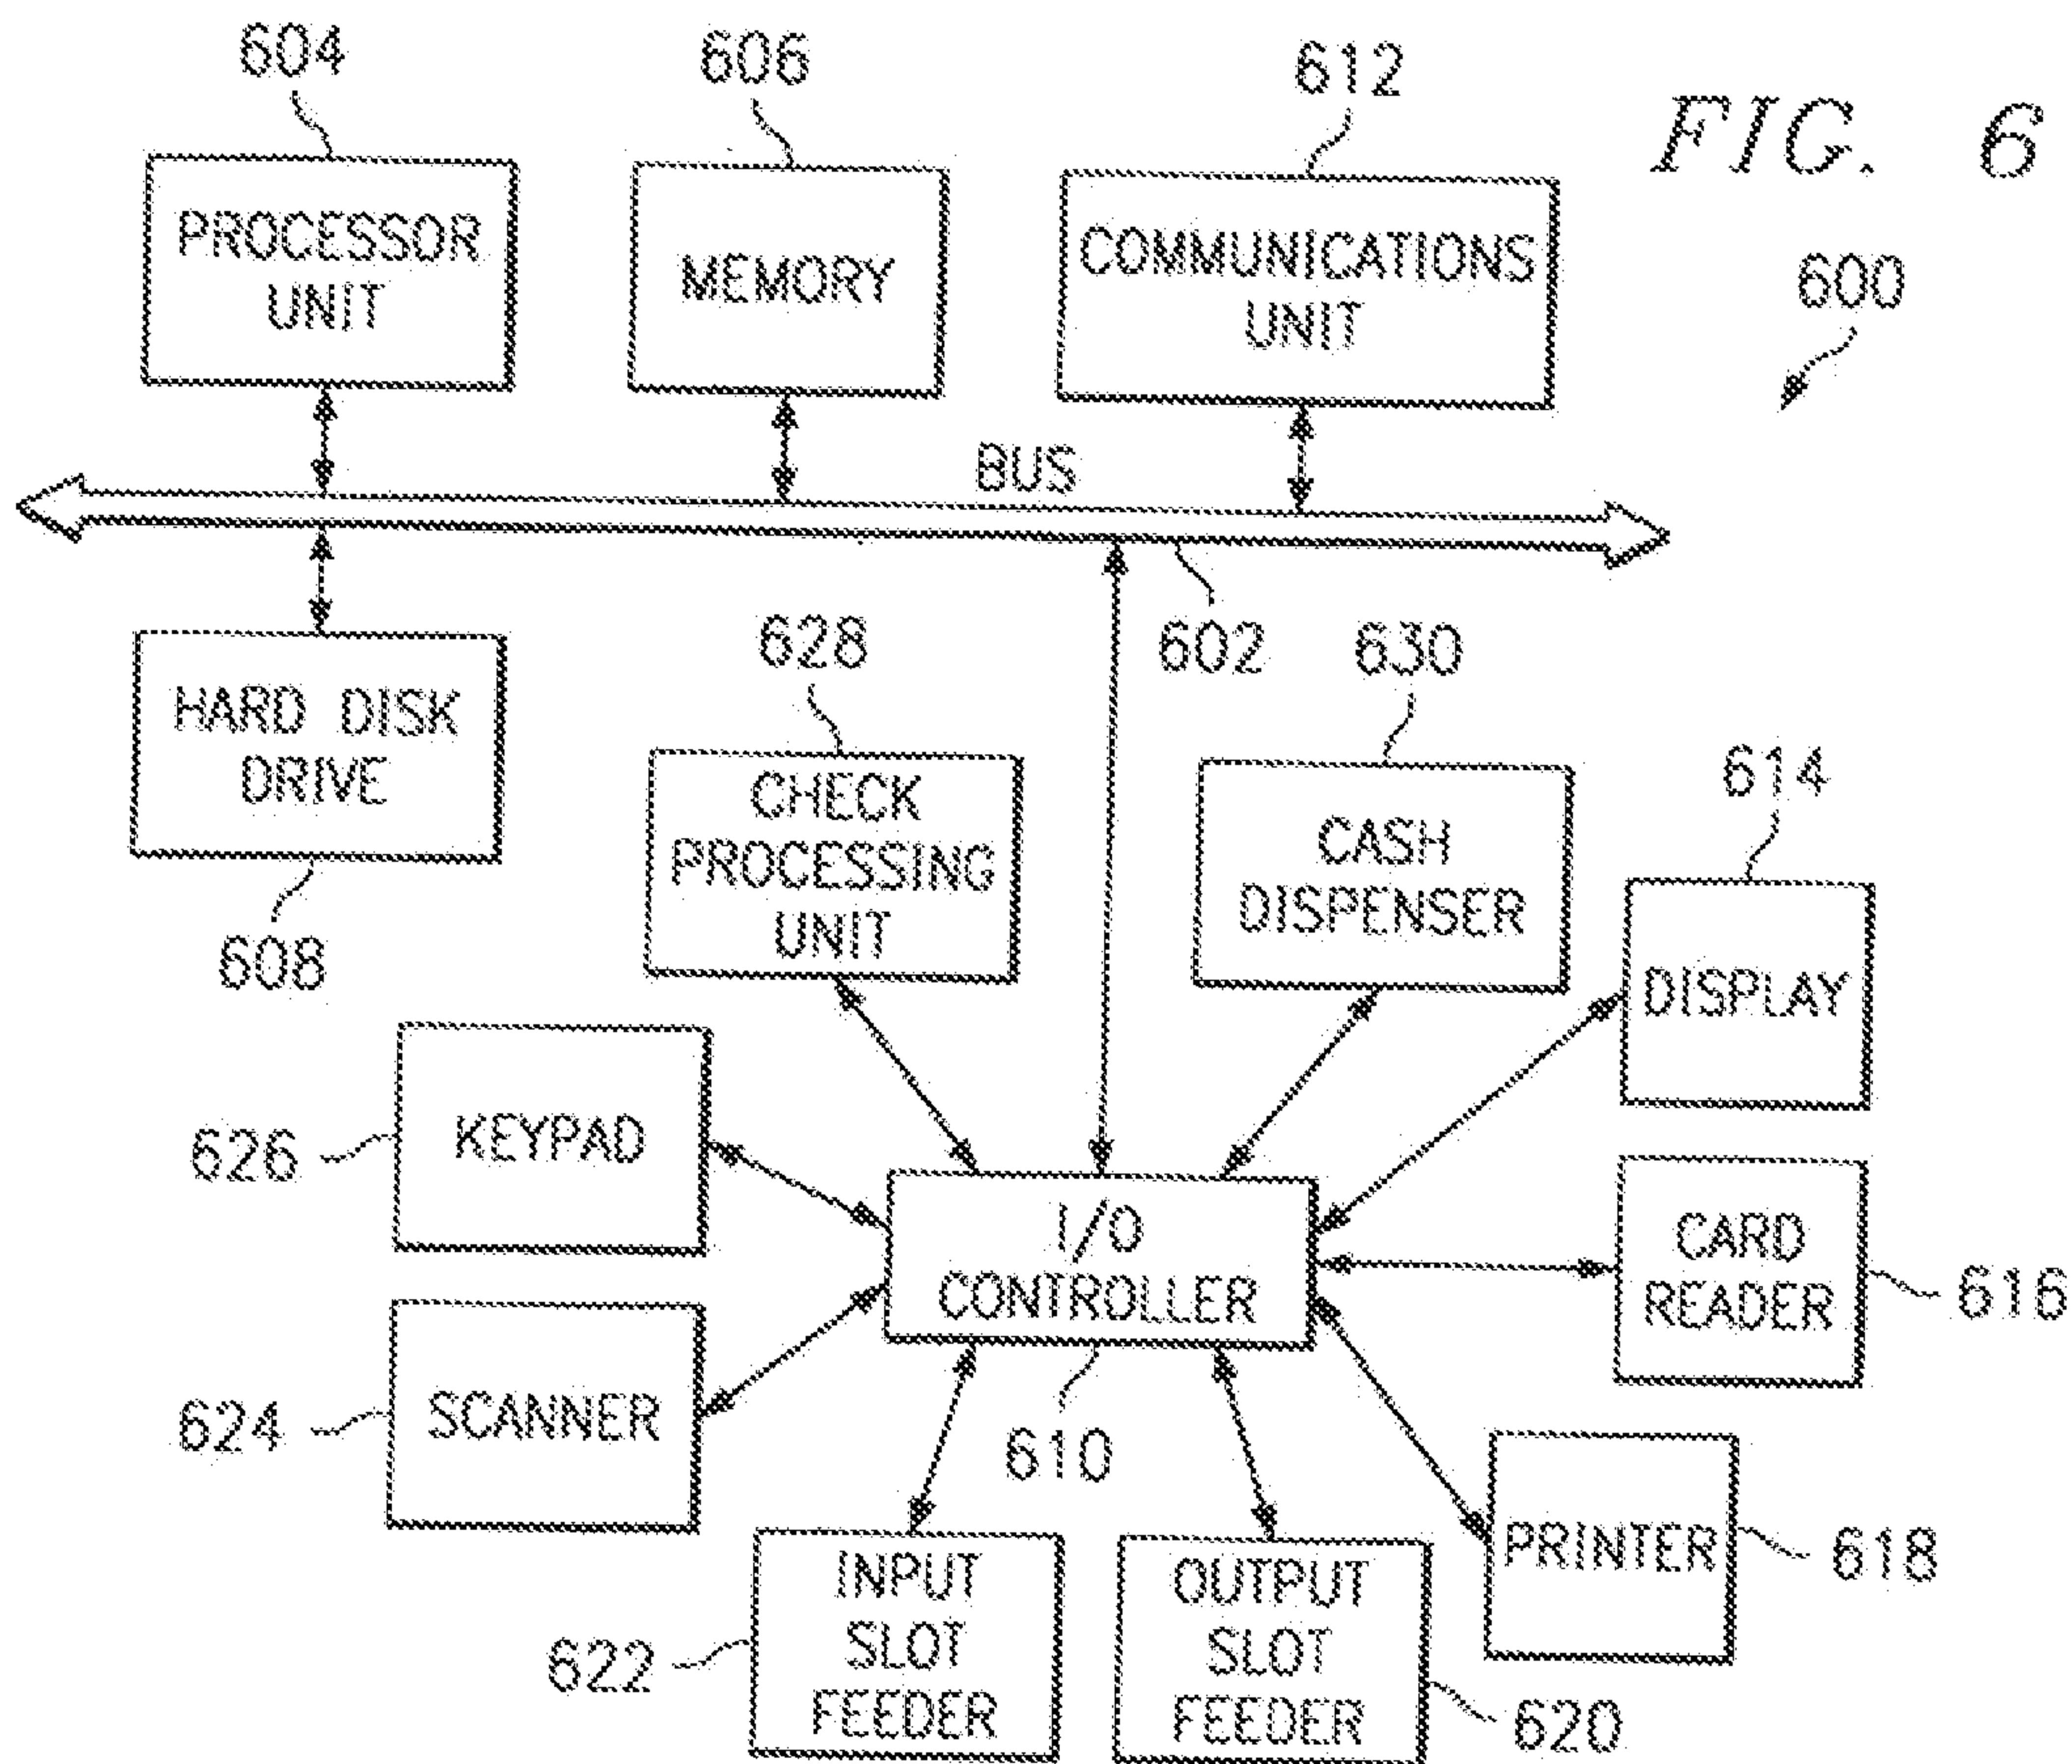 604
606
612
FIG. 6
PROCESSOR
UNIT
MEMORY
COMMUNICATIONS
UNIT
600
BUS
602
HARD DISK
DRIVE
608
628
CHECK
PROCESSING
UNIT
630
CASH
DISPENSER
614
DISPLAY
626
KEYPAD
I/O
CONTROLLER
610
CARD
READER
616
624
SCANNER
PRINTER
618
622
INPUT
SLOT
FEEDER
OUTPUT
SLOT
FEEDER
620